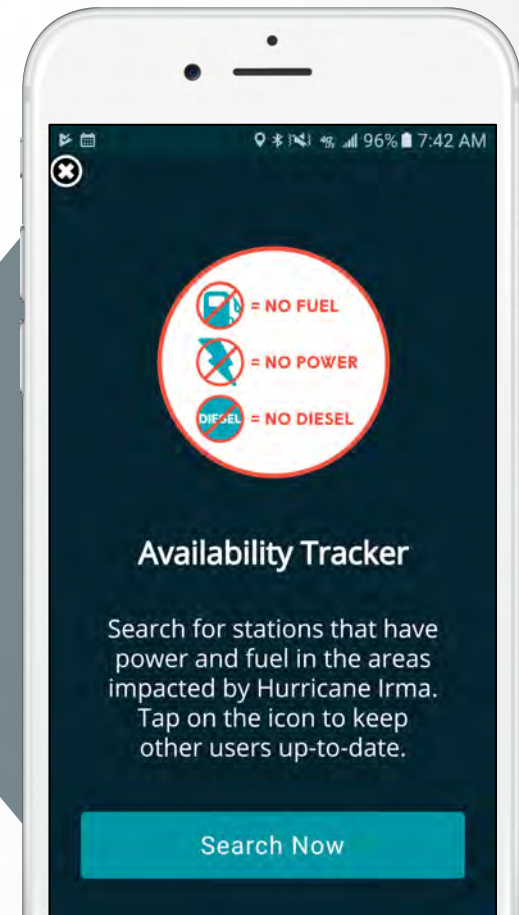 4G 96% 7:42 AM
= NO FUEL
= NO POWER
DIESEL = NO DIESEL
Availability Tracker
Search for stations that have
power and fuel in the areas
impacted by Hurricane Irma.
Tap on the icon to keep
other users up-to-date.
Search Now